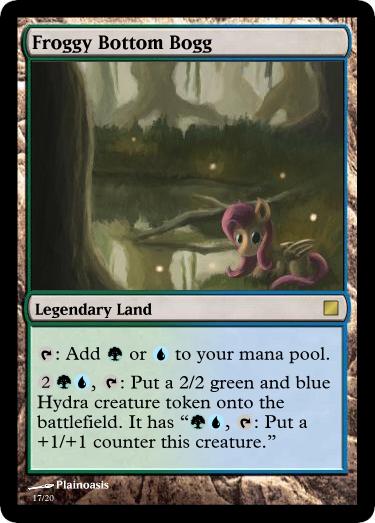 Froggy Bottom Bogg
Legendary Land
: Add or to your mana pool.
2 , : Put a 2/2 green and blue
Hydra creature token onto the
battlefield. It has “ , : Put a
+1/+1 counter this creature.”
Plainoasis
17/20